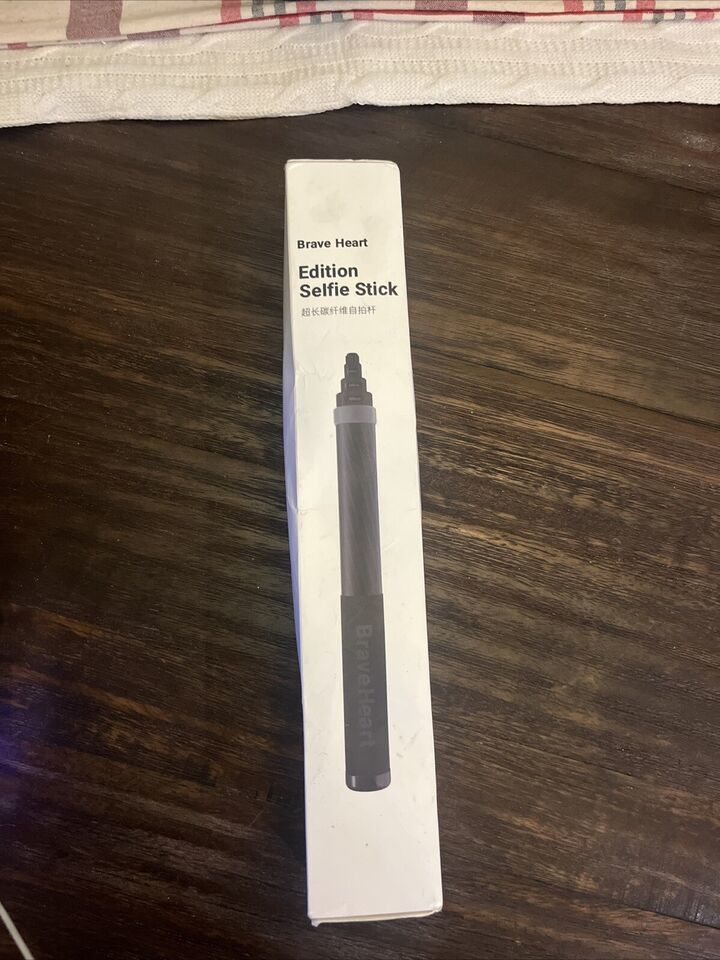 Brave Heart
Edition
Selfie Stick
超长碳纤维自拍杆
BraveHeart